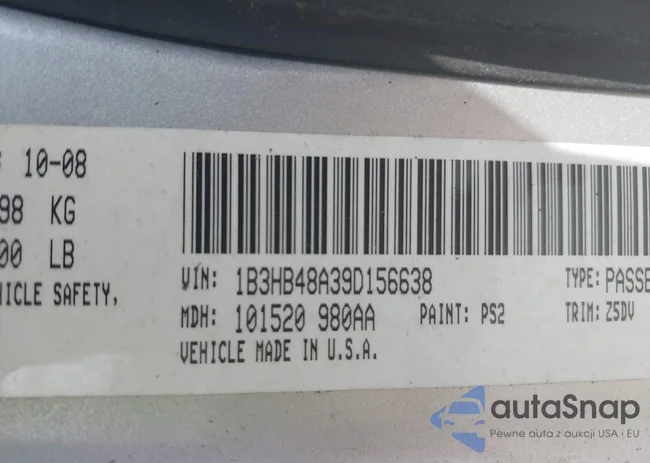 10-08
98 KG
00 LB
VIN: 1B3HB48A39D156638 TYPE: PASSE
HICLE SAFETY,
MDH: 101520 980AA PAINT: PS2 TRIM: Z5DV
VEHICLE MADE IN U.S.A.
autaSnap
Pewne auta z aukcji USA i EU